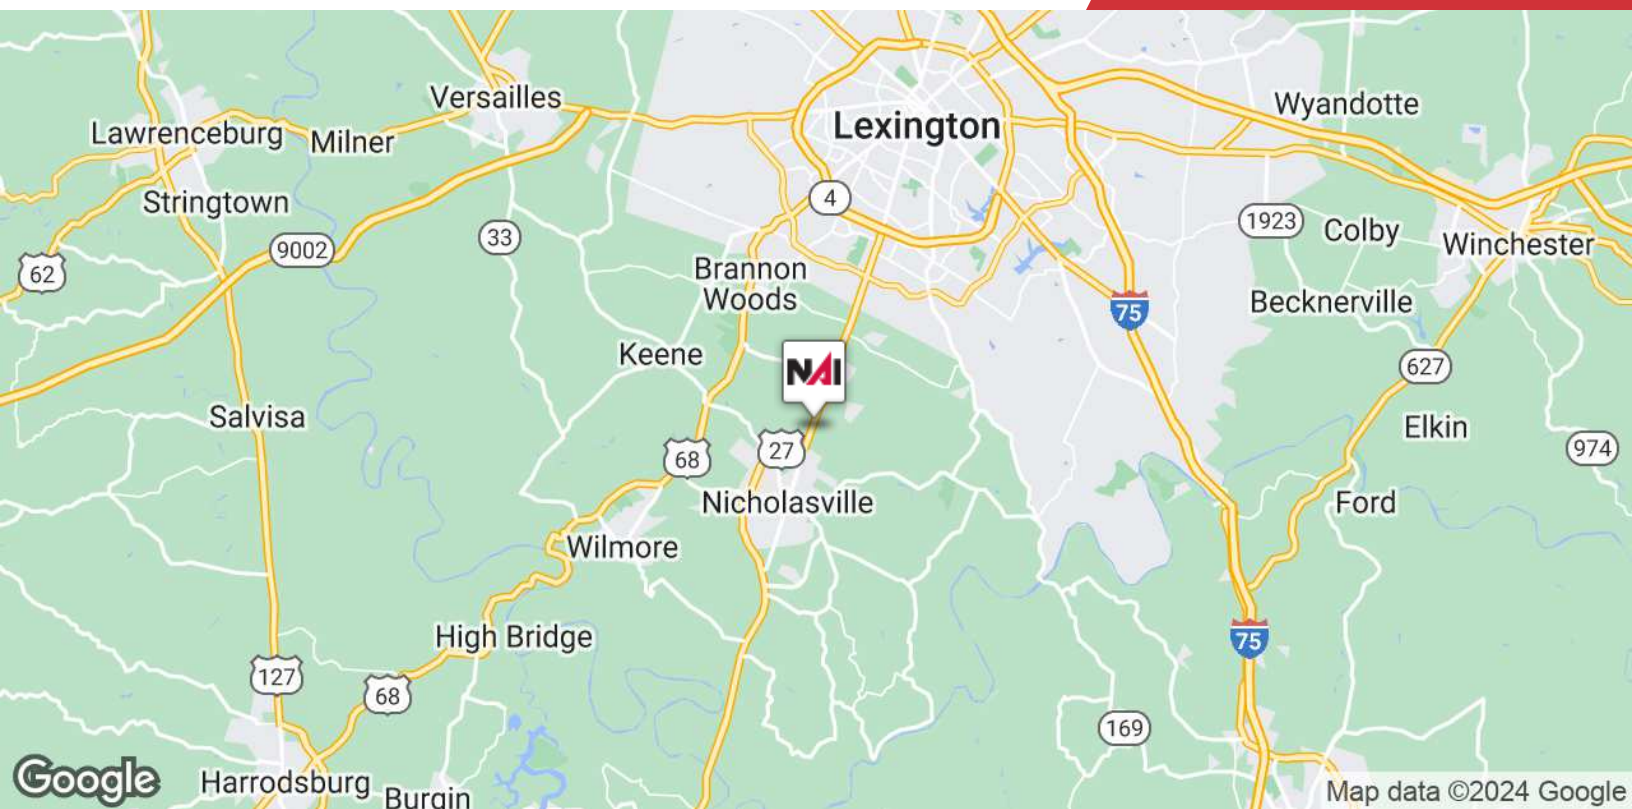 Versailles
Wyandotte
Lexington
Lawrenceburg
Milner
Stringtown
4
33
1923
Colby
9002
Winchester
62
Brannon
Woods
Becknerville
75
Keene
NAI
627
Salvisa
Elkin
27
974
68
Nicholasville
Ford
Wilmore
High Bridge
75
127
68
169
Google
Harrodsburg
Burgin
Map data ©2024 Google